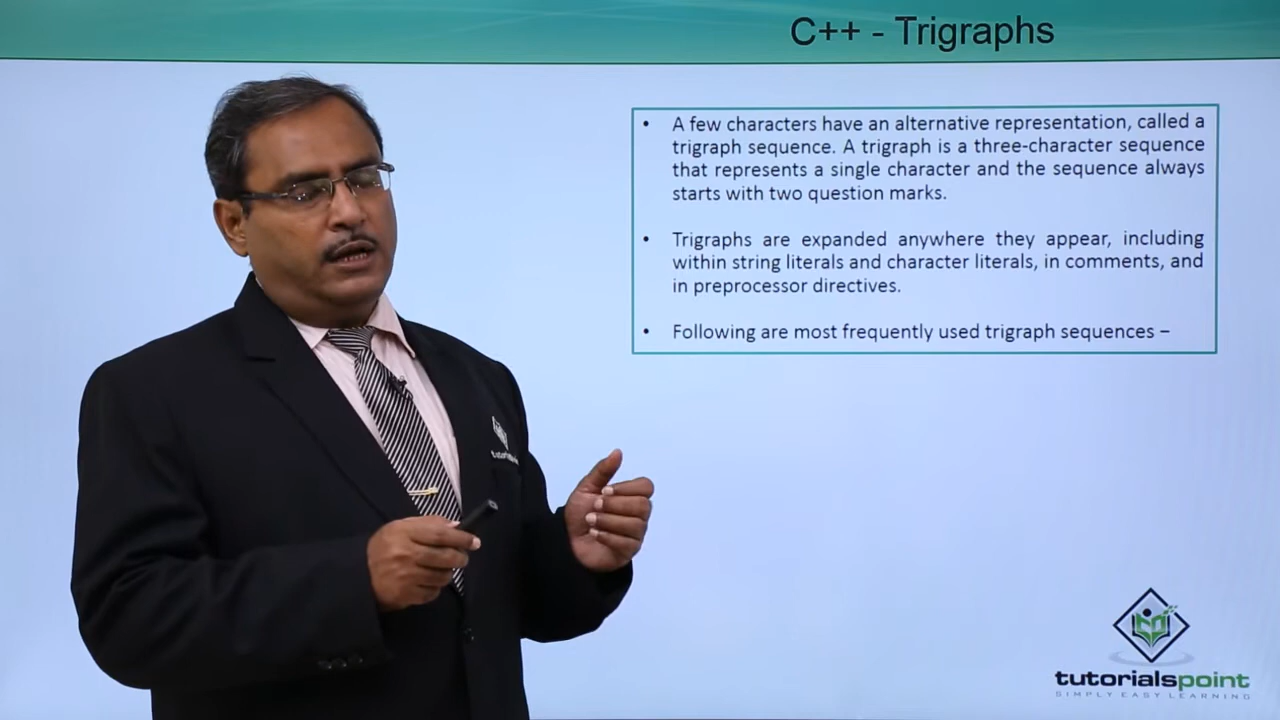 C++ - Trigraphs
• A few characters have an alternative representation, called a
trigraph sequence. A trigraph is a three-character sequence
that represents a single character and the sequence always
starts with two question marks.
• Trigraphs are expanded anywhere they appear, including
within string literals and character literals, in comments, and
in preprocessor directives.
• Following are most frequently used trigraph sequences –
tutorialspoint
SIMPLY EASY LEARNING